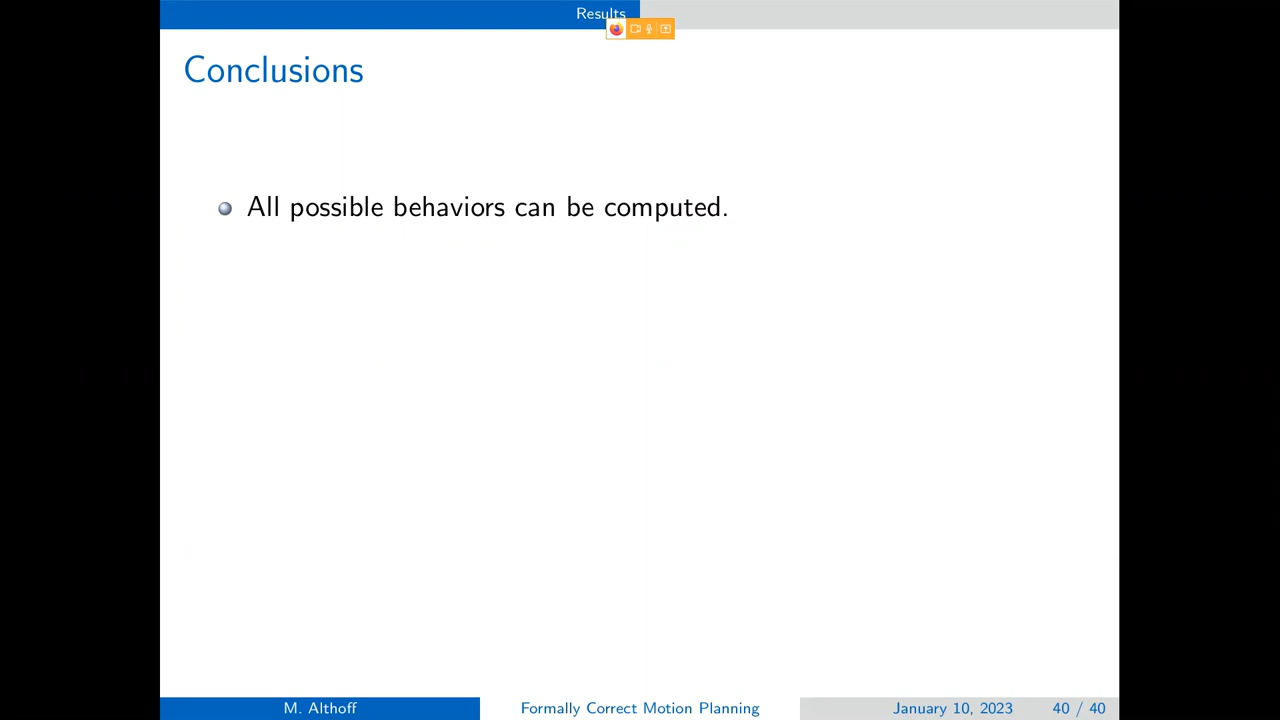 Results
Conclusions
All possible behaviors can be computed.
M. Althoff
Formally Correct Motion Planning
January 10, 2023
40 / 40